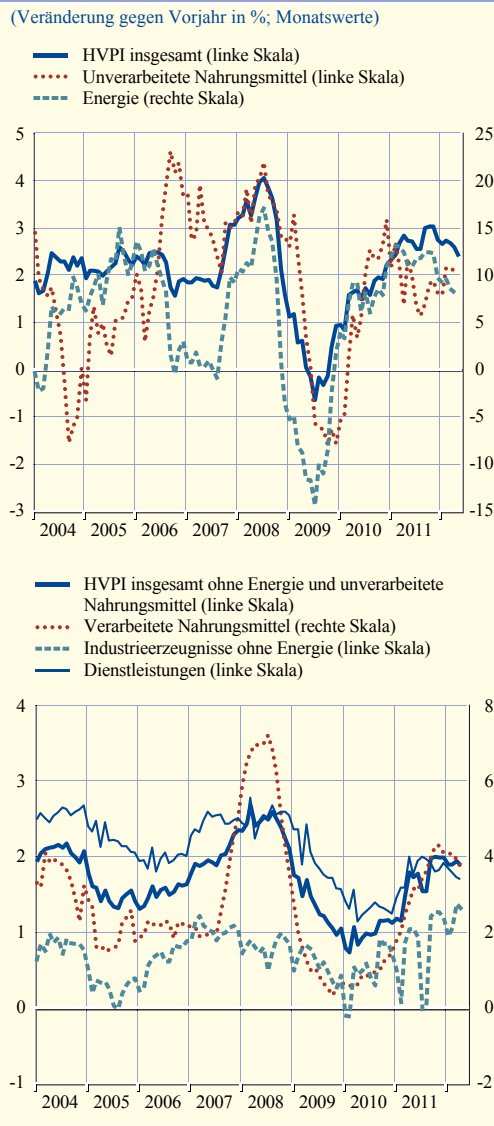 (Veränderung gegen Vorjahr in %; Monatswerte)
HVPI insgesamt (linke Skala)
Unverarbeitete Nahrungsmittel (linke Skala)
Energie (rechte Skala)
5 25
4 20
3 15
2 10
1 5
0 0
-1 -5
-2 -10
-3 -15
2004 2005 2006 2007 2008 2009 2010 2011
HVPI insgesamt ohne Energie und unverarbeitete
Nahrungsmittel (linke Skala)
Verarbeitete Nahrungsmittel (rechte Skala)
Industrieerzeugnisse ohne Energie (linke Skala)
Dienstleistungen (linke Skala)
4 8
3 6
2 4
1 2
0 0
-1 -2
2004 2005 2006 2007 2008 2009 2010 2011